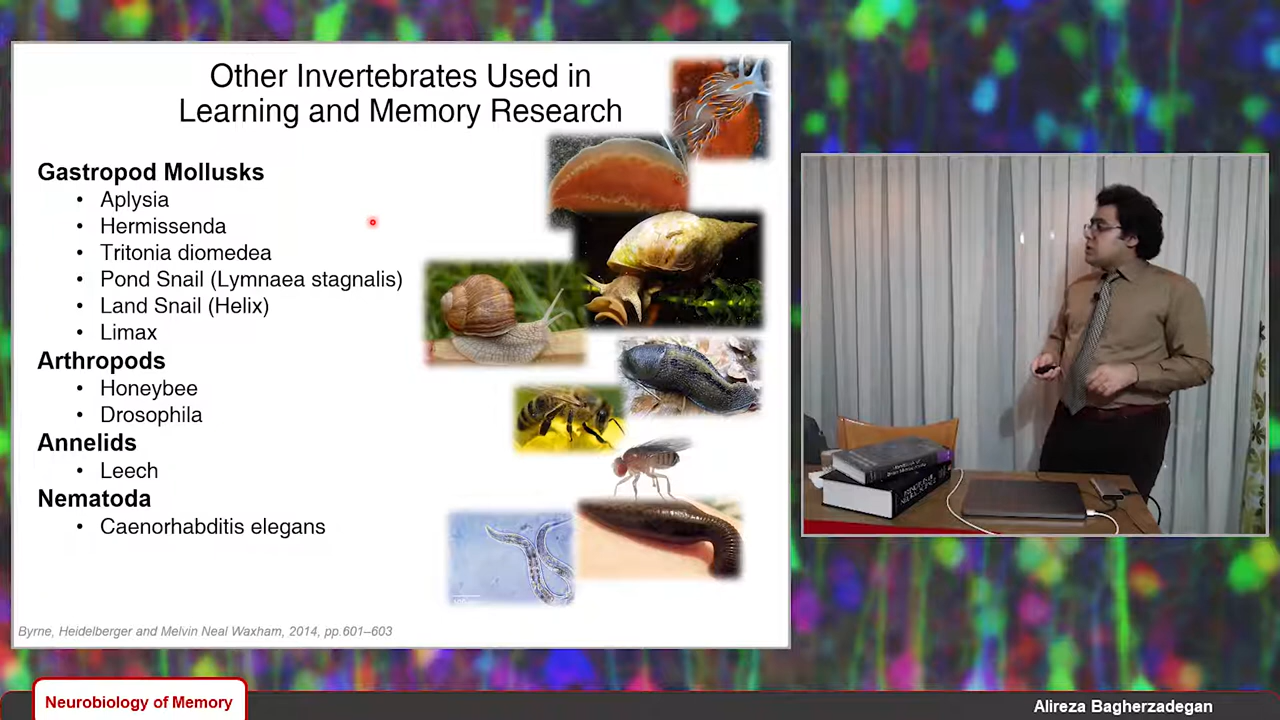 Other Invertebrates Used in
Learning and Memory Research
Gastropod Mollusks
• Aplysia
• Hermissenda
• Tritonia diomedea
• Pond Snail (Lymnaea stagnalis)
• Land Snail (Helix)
• Limax
Arthropods
• Honeybee
• Drosophila
Annelids
• Leech
Nematoda
• Caenorhabditis elegans
Byrne, Heidelberger and Melvin Neal Waxham, 2014, pp.601–603
Neurobiology of Memory
Alireza Bagherzadegan